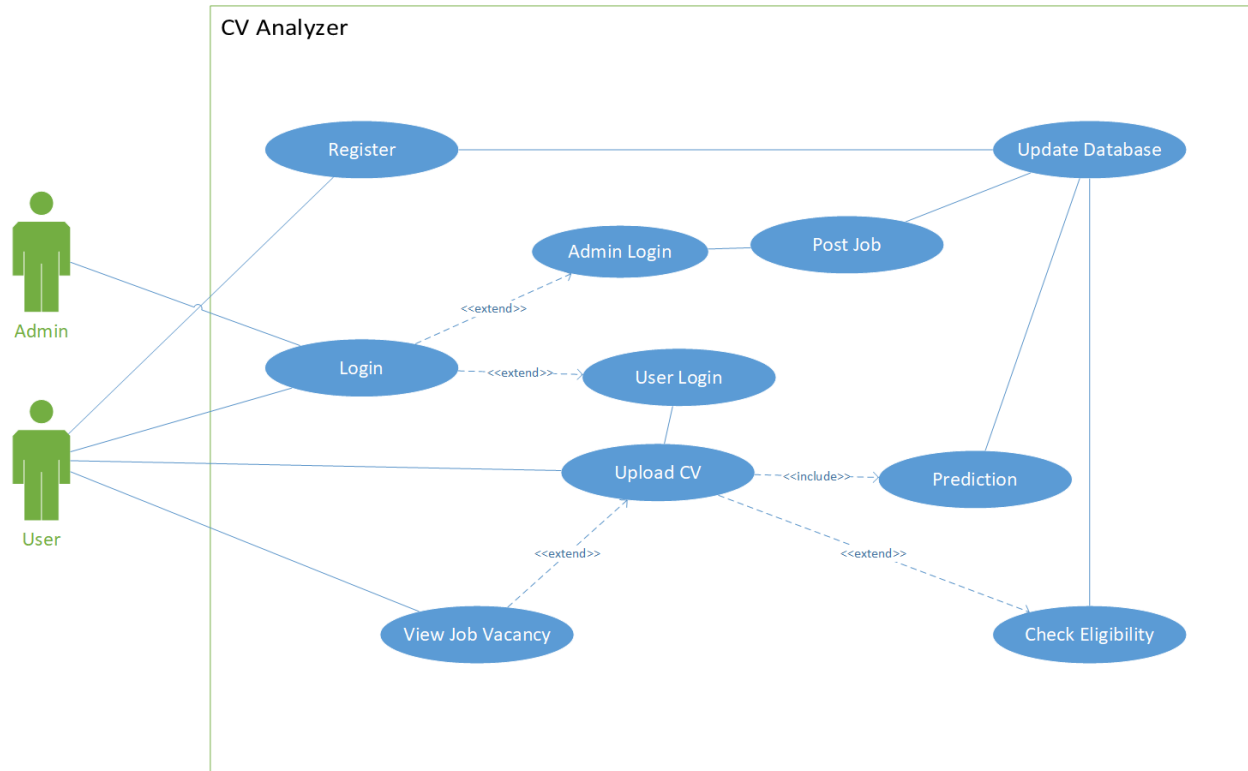 CV Analyzer
Register
Update Database
Admin Login
Post Job
<<extend>>
Admin
Login
<<extend>>
User Login
Upload CV
<<include>>
Prediction
User
<<extend>>
<<extend>>
View Job Vacancy
Check Eligibility